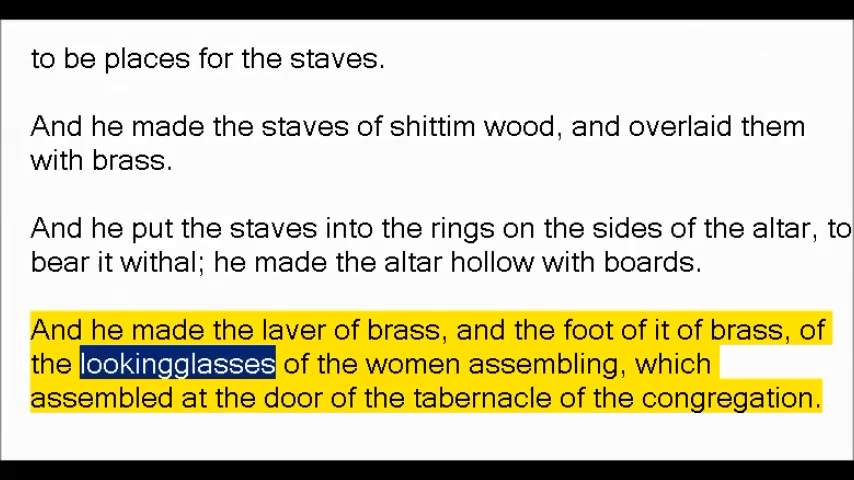 to be places for the staves.
And he made the staves of shittim wood, and overlaid them
with brass.
And he put the staves into the rings on the sides of the altar, to
bear it withal; he made the altar hollow with boards.
And he made the laver of brass, and the foot of it of brass, of
the lookingglasses of the women assembling, which
assembled at the door of the tabernacle of the congregation.